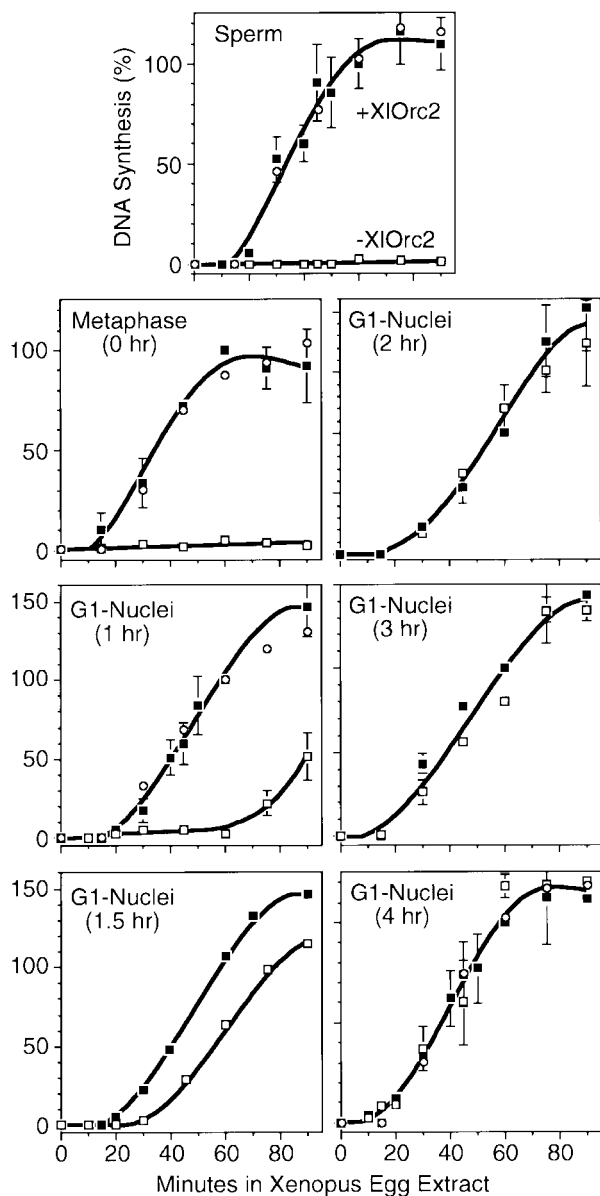 Sperm
100
50
0
DNA Synthesis (%)
+XlOrc2
-XlOrc2
Metaphase
(0 hr)
100
50
0
G1-Nuclei
(2 hr)
G1-Nuclei
(1 hr)
150
100
50
0
G1-Nuclei
(3 hr)
G1-Nuclei
(1.5 hr)
150
100
50
0
0 20 40 60 80
G1-Nuclei
(4 hr)
0 20 40 60 80
Minutes in Xenopus Egg Extract